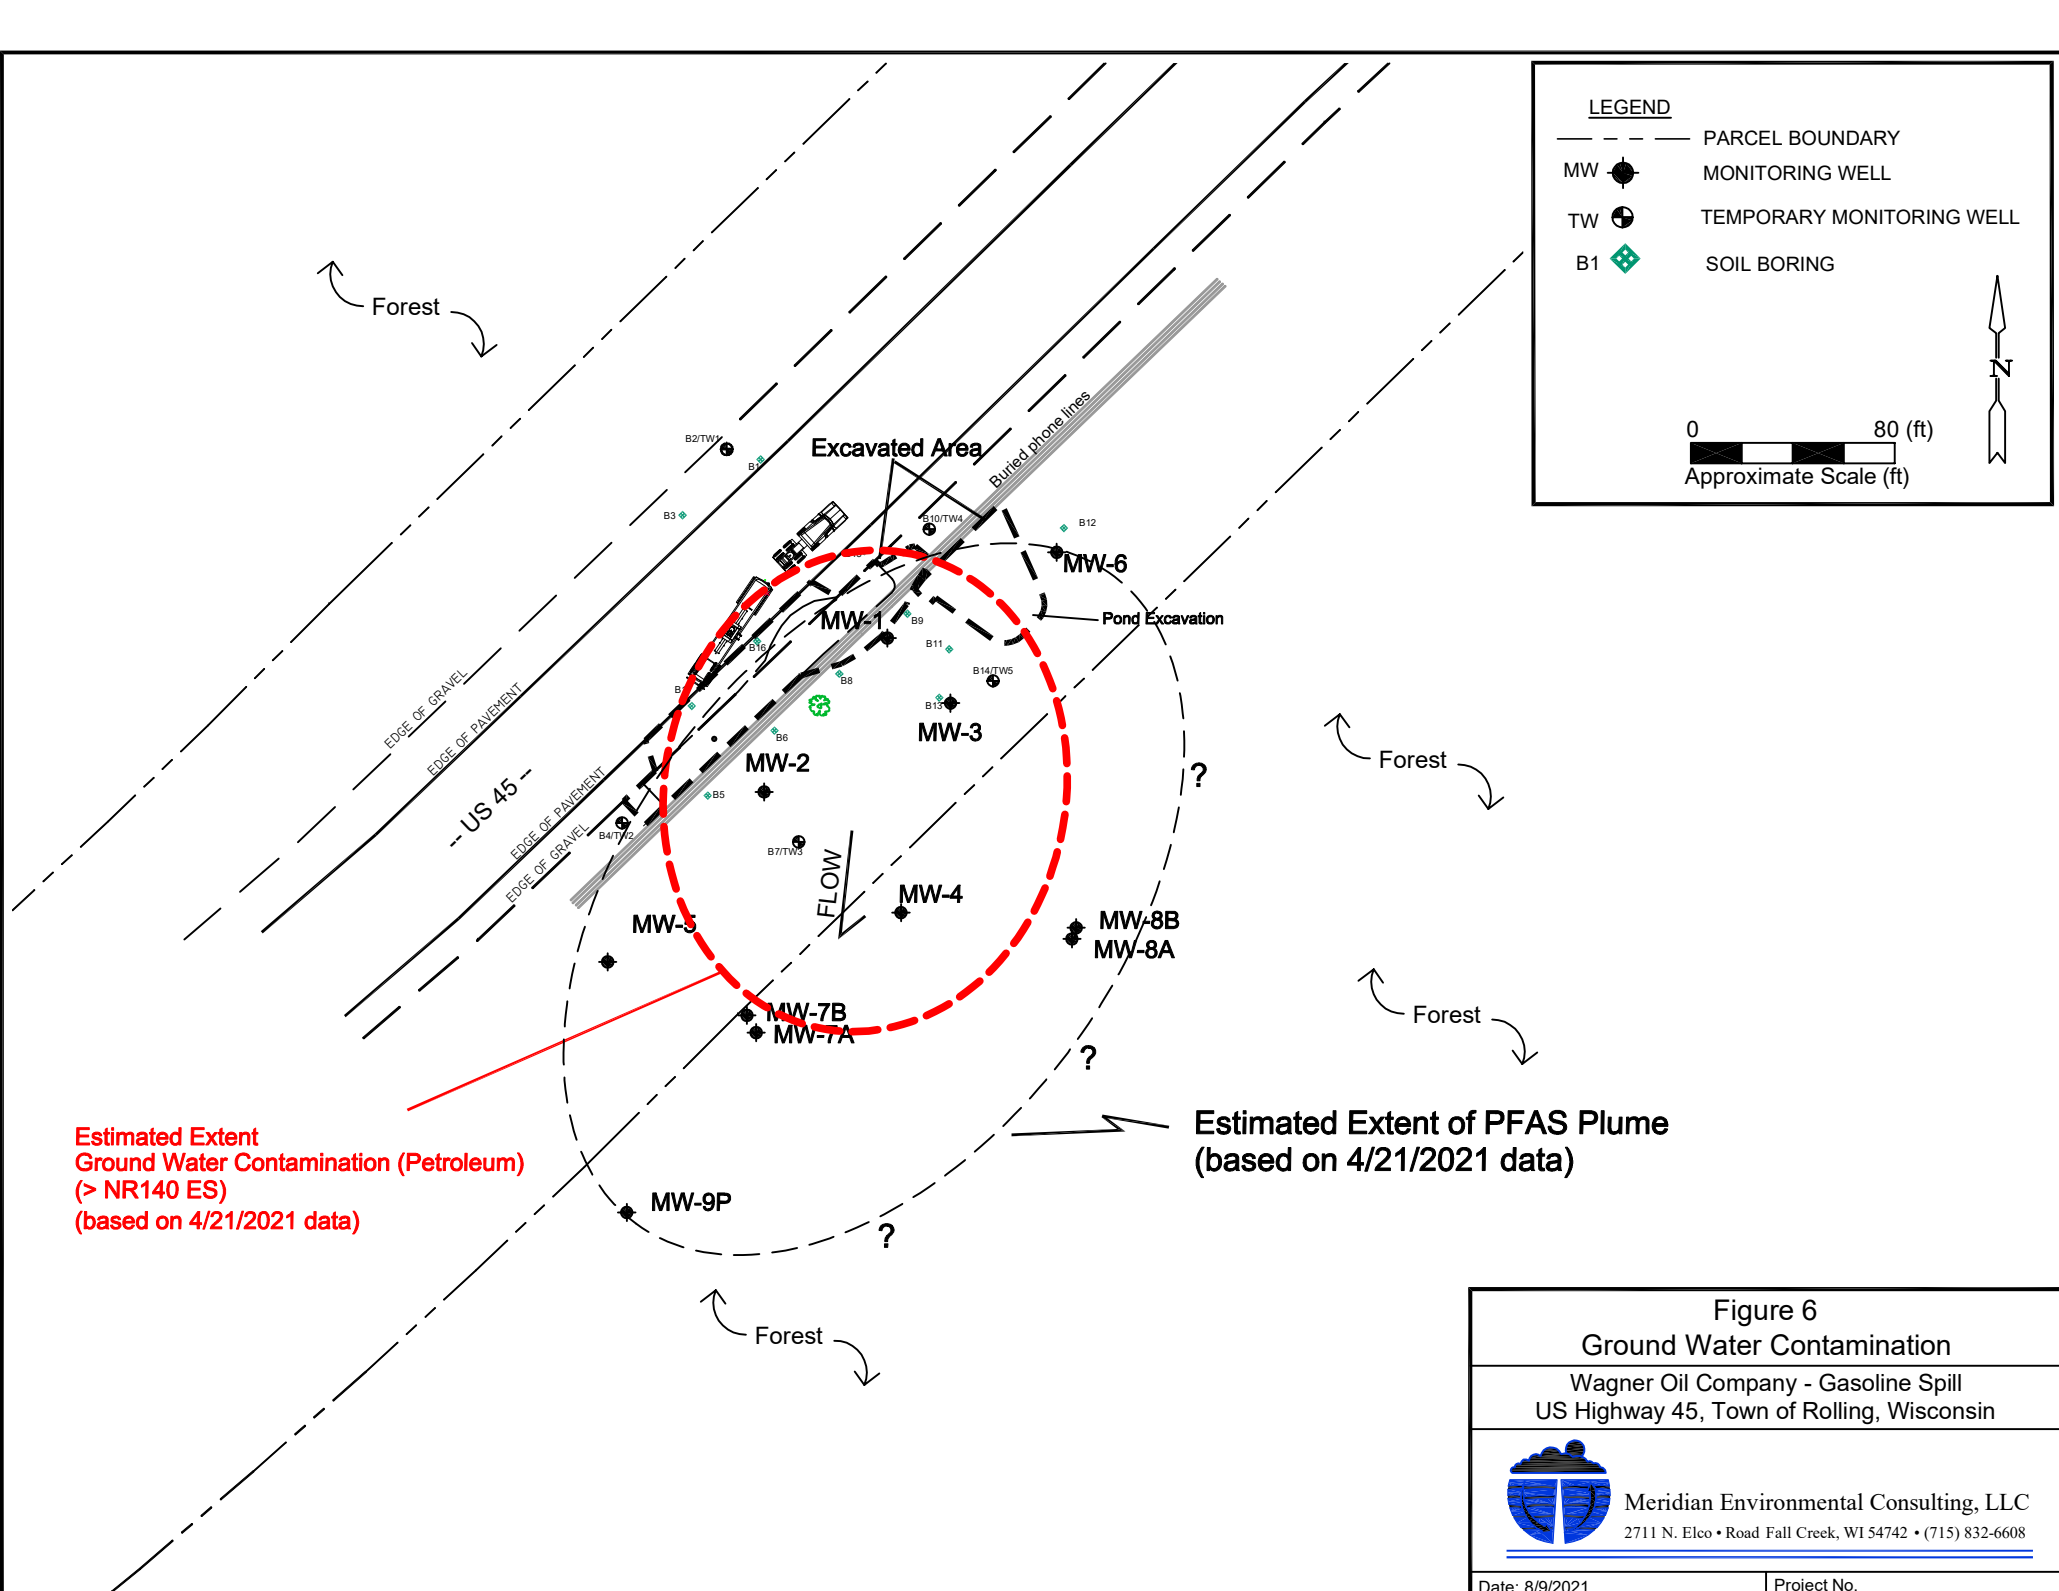 LEGEND
PARCEL BOUNDARY
MW
MONITORING WELL
TW
TEMPORARY MONITORING WELL
B1
SOIL BORING
N
0
80 (ft)
Approximate Scale (ft)
Forest
Buried phone lines
B2/TW1
B1
Excavated Area
B3
B10/TW4
B12
MW-6
Pond Excavation
MW-1
B9
B16
B11
B8
B14/TW5
B13
MW-3
B6
MW-2
B5
B4/TW2
B7/TW3
EDGE OF GRAVEL
EDGE OF PAVEMENT
-- US 45 --
EDGE OF PAVEMENT
EDGE OF GRAVEL
FLOW
MW-4
MW-5
MW-8B
MW-8A
MW-7B
MW-7A
?
Forest
Forest
?
Estimated Extent of PFAS Plume
(based on 4/21/2021 data)
Estimated Extent
Ground Water Contamination (Petroleum)
(> NR140 ES)
(based on 4/21/2021 data)
MW-9P
?
Forest
Figure 6
Ground Water Contamination
Wagner Oil Company - Gasoline Spill
US Highway 45, Town of Rolling, Wisconsin
Meridian Environmental Consulting, LLC
2711 N. Elco • Road Fall Creek, WI 54742 • (715) 832-6608
Date: 8/9/2021
Project No.